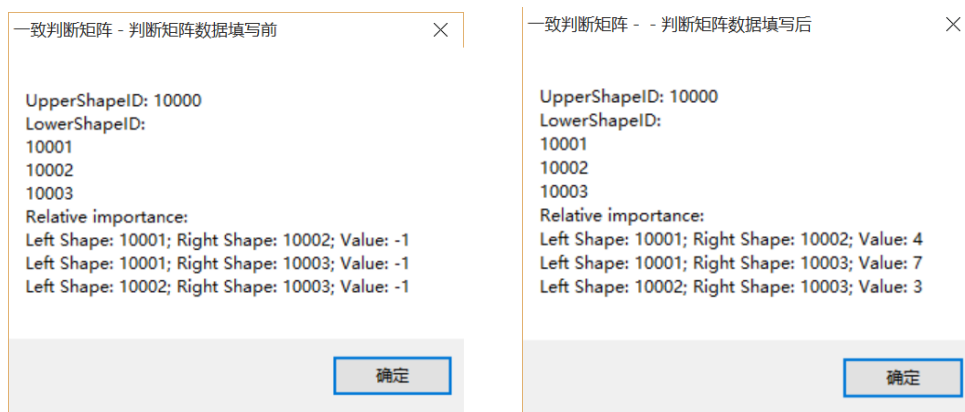 一致判断矩阵 - 判断矩阵数据填写前
UpperShapeID: 10000
LowerShapeID:
10001
10002
10003
Relative importance:
Left Shape: 10001; Right Shape: 10002; Value: -1
Left Shape: 10001; Right Shape: 10003; Value: -1
Left Shape: 10002; Right Shape: 10003; Value: -1
确定
一致判断矩阵 - - 判断矩阵数据填写后
UpperShapeID: 10000
LowerShapeID:
10001
10002
10003
Relative importance:
Left Shape: 10001; Right Shape: 10002; Value: 4
Left Shape: 10001; Right Shape: 10003; Value: 7
Left Shape: 10002; Right Shape: 10003; Value: 3
确定